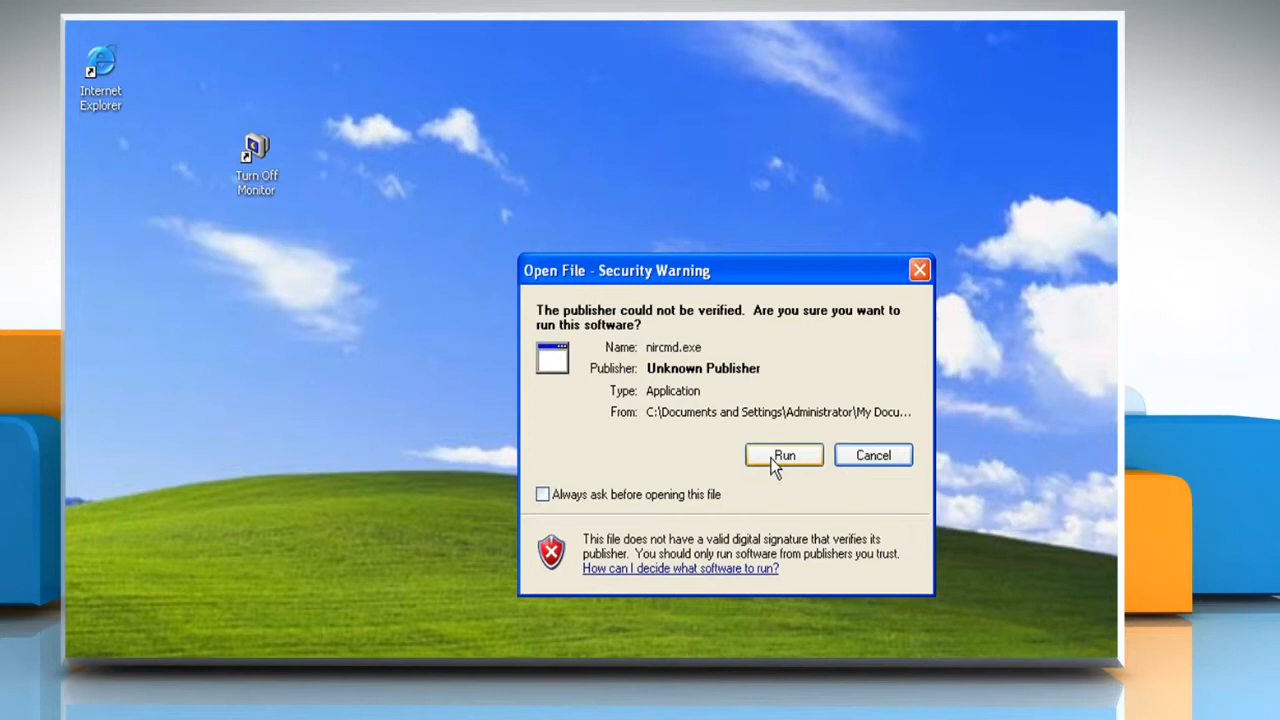 Internet
Explorer
Turn Off
Monitor
Open File - Security Warning
The publisher could not be verified. Are you sure you want to
run this software?
Name: nircmd.exe
Publisher: Unknown Publisher
Type: Application
From: C:\Documents and Settings\Administrator\My Docu...
Run Cancel
Always ask before opening this file
This file does not have a valid digital signature that verifies its
publisher. You should only run software from publishers you trust.
How can I decide what software to run?